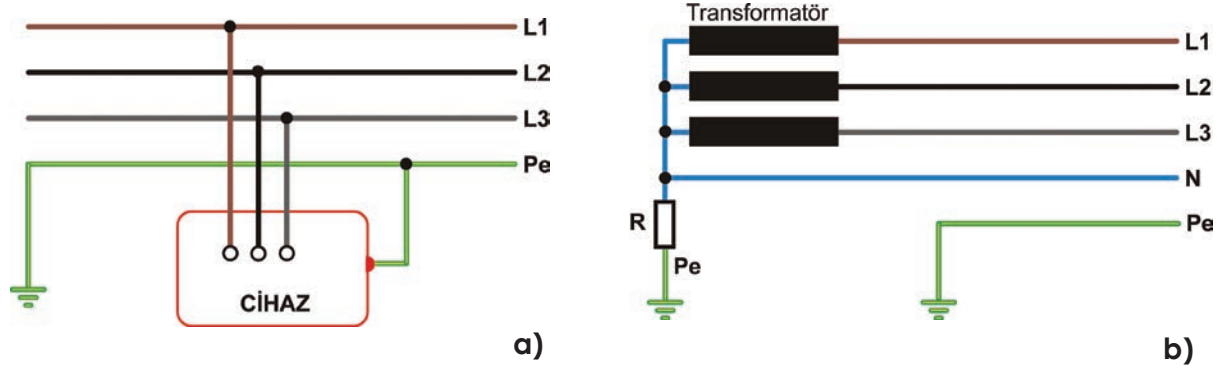 L1
L2
L3
Pe
CİHAZ
a)
Transformatör
L1
L2
L3
N
R
Pe
Pe
b)